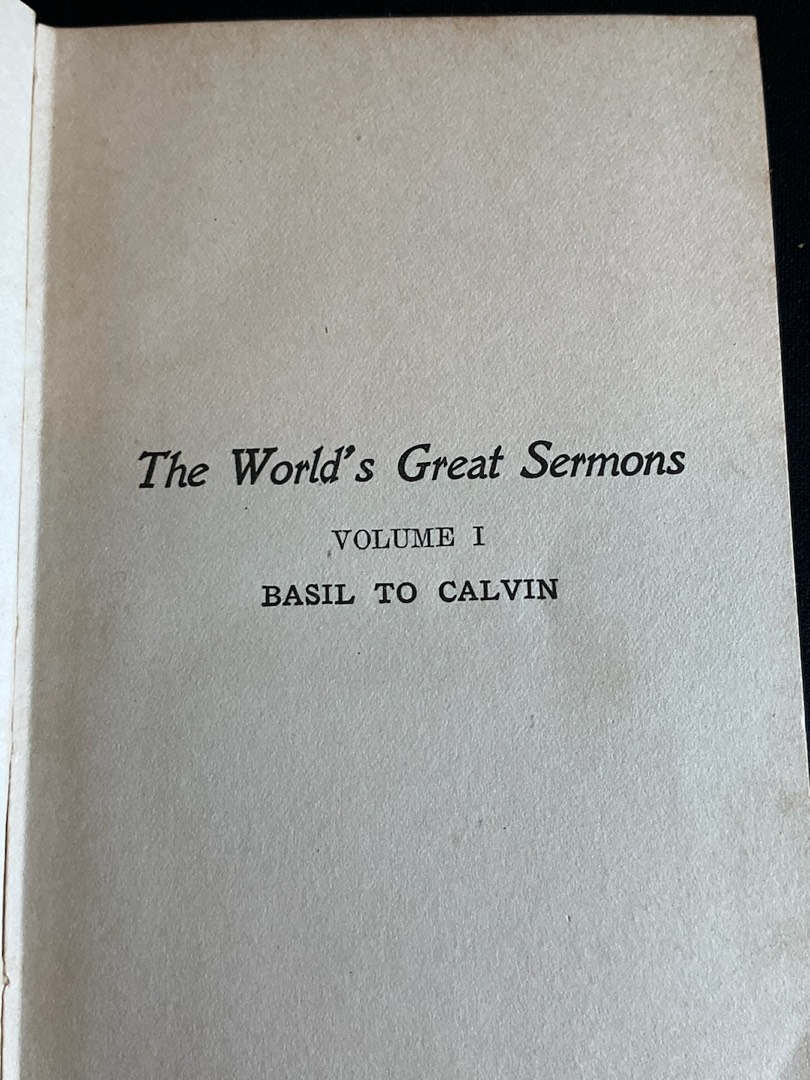 The World's Great Sermons
VOLUME I
BASIL TO CALVIN